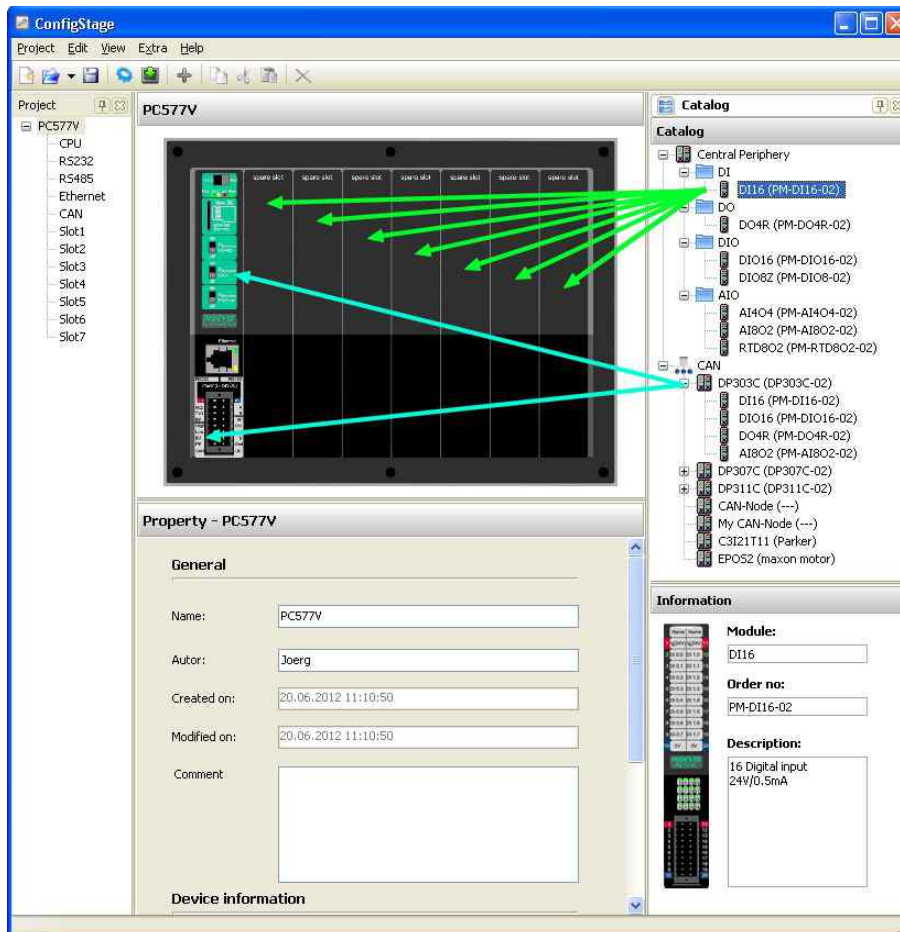 ConfigStage
Project Edit View Extra Help
Project
PC577V
CPU
RS232
RS485
Ethernet
CAN
Slot1
Slot2
Slot3
Slot4
Slot5
Slot6
Slot7
PC577V
spare slot spare slot spare slot spare slot spare slot spare slot spare slot
Ethernet
Property - PC577V
General
Name: PC577V
Autor: Joerg
Created on: 20.06.2012 11:10:50
Modified on: 20.06.2012 11:10:50
Comment
Device information
Catalog
Catalog
Central Periphery
DI
DI16 (PM-DI16-02)
DO
DO4R (PM-DO4R-02)
DIO
DIO16 (PM-DIO16-02)
DIO8Z (PM-DIO8-02)
AIO
AI4O4 (PM-AI4O4-02)
AI8O2 (PM-AI8O2-02)
RTD8O2 (PM-RTD8O2-02)
CAN
DP303C (DP303C-02)
DI16 (PM-DI16-02)
DIO16 (PM-DIO16-02)
DO4R (PM-DO4R-02)
AI8O2 (PM-AI8O2-02)
DP307C (DP307C-02)
DP311C (DP311C-02)
CAN-Node (---)
My CAN-Node (---)
C3I21T11 (Parker)
EPOS2 (maxon motor)
Information
Module:
DI16
Order no:
PM-DI16-02
Description:
16 Digital input
24V/0.5mA